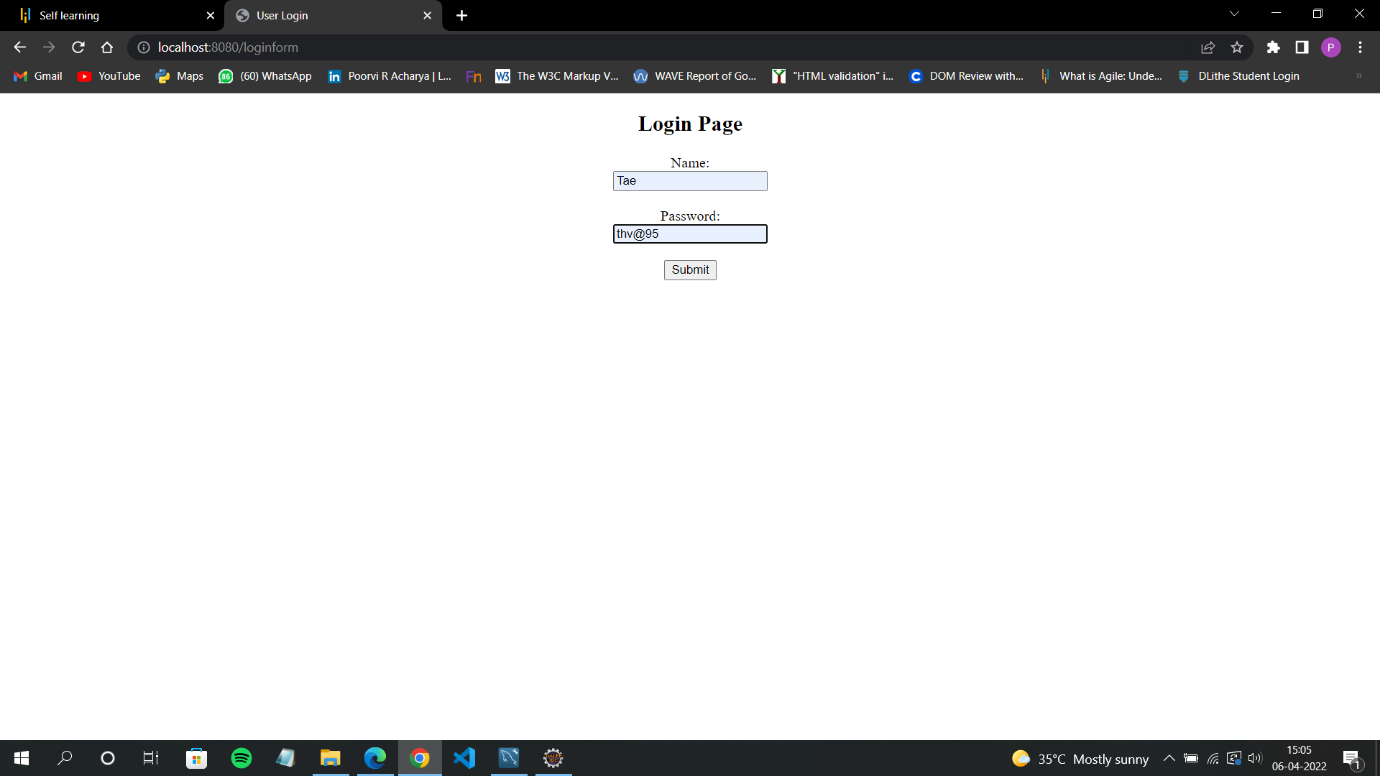 Self learning
User Login
localhost:8080/loginform
P
Gmail
YouTube
Maps
(60) WhatsApp
Poorvi R Acharya | L...
Fn
The W3C Markup V...
WAVE Report of Go...
"HTML validation" i...
DOM Review with...
What is Agile: Unde...
DLithe Student Login
Login Page
Name:
Tae
Password:
thv@95
Submit
35°C Mostly sunny
15:05
06-04-2022
1